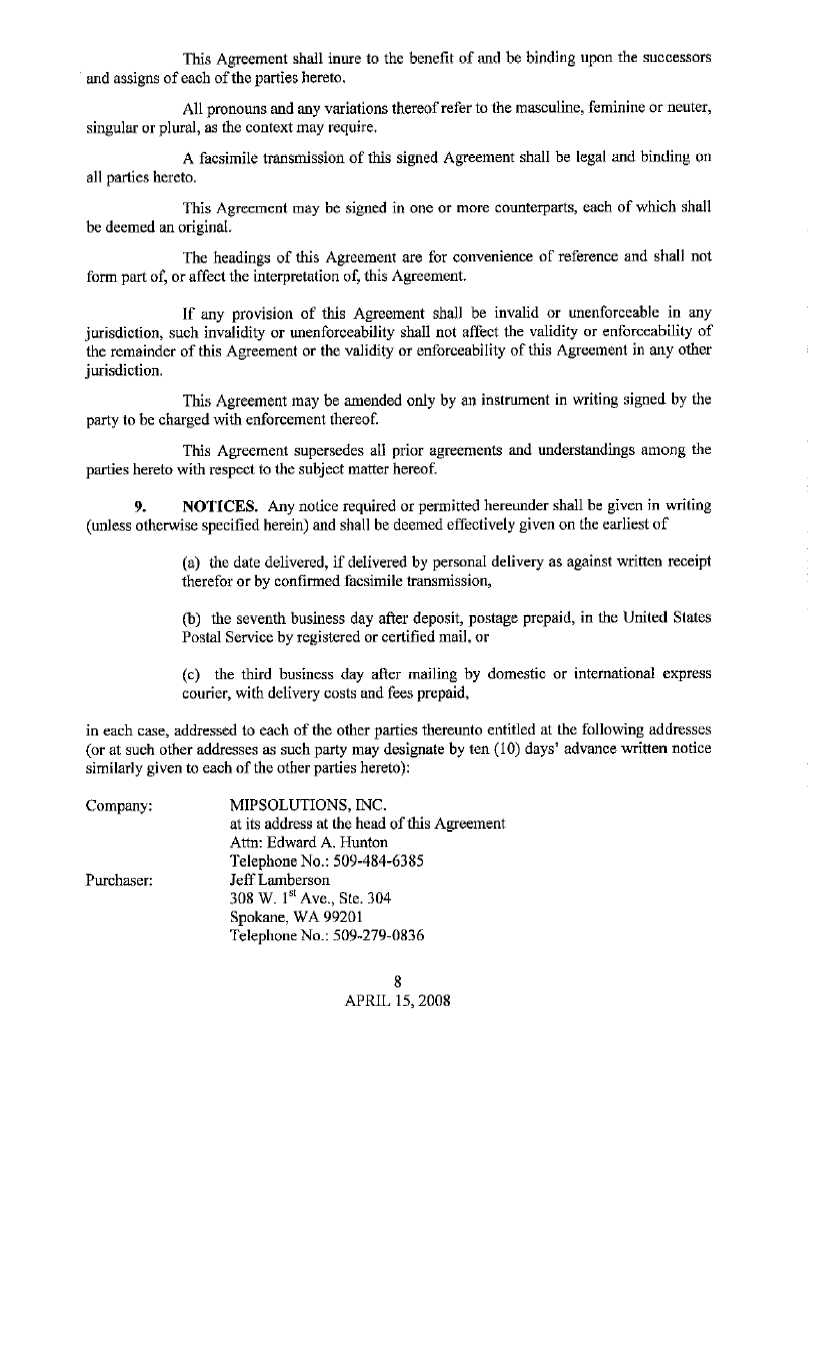 This Agreement shall inure to the benefit of and be binding upon the successors
and assigns of each of the parties hereto.
All pronouns and any variations thereof refer to the masculine, feminine or neuter,
singular or plural, as the context may require.
A facsimile transmission of this signed Agreement shall be legal and binding on
all parties hereto.
This Agreement may be signed in one or more counterparts, each of which shall
be deemed an original.
The headings of this Agreement are for convenience of reference and shall not
form part of, or affect the interpretation of, this Agreement.
If any provision of this Agreement shall be invalid or unenforceable in any
jurisdiction, such invalidity or unenforceability shall not affect the validity or enforceability of
the remainder of this Agreement or the validity or enforceability of this Agreement in any other
jurisdiction.
This Agreement may be amended only by an instrument in writing signed by the
party to be charged with enforcement thereof.
This Agreement supersedes all prior agreements and understandings among the
parties hereto with respect to the subject matter hereof.
9. NOTICES. Any notice required or permitted hereunder shall be given in writing
(unless otherwise specified herein) and shall be deemed effectively given on the earliest of
(a) the date delivered, if delivered by personal delivery as against written receipt
therefor or by confirmed facsimile transmission,
(b) the seventh business day after deposit, postage prepaid, in the United States
Postal Service by registered or certified mail, or
(c) the third business day after mailing by domestic or international express
courier, with delivery costs and fees prepaid,
in each case, addressed to each of the other parties thereunto entitled at the following addresses
(or at such other addresses as such party may designate by ten (10) days' advance written notice
similarly given to each of the other parties hereto):
Company: MIPSOLUTIONS, INC.
at its address at the head of this Agreement
Attn: Edward A. Hunton
Telephone No.: 509-484-6385
Purchaser: Jeff Lamberson
308 W. 1st Ave., Ste. 304
Spokane, WA 99201
Telephone No.: 509-279-0836
8
APRIL 15, 2008